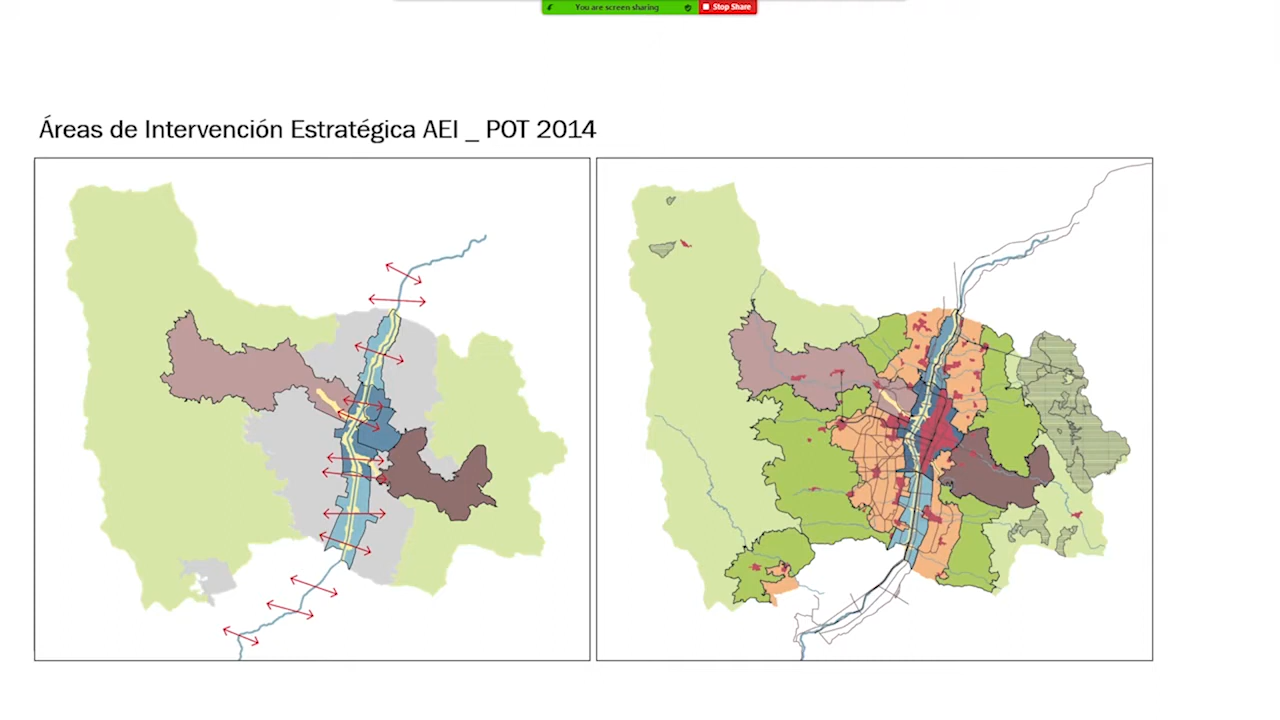 You are screen sharing
Stop Share
Áreas de Intervención Estratégica AEI _ POT 2014